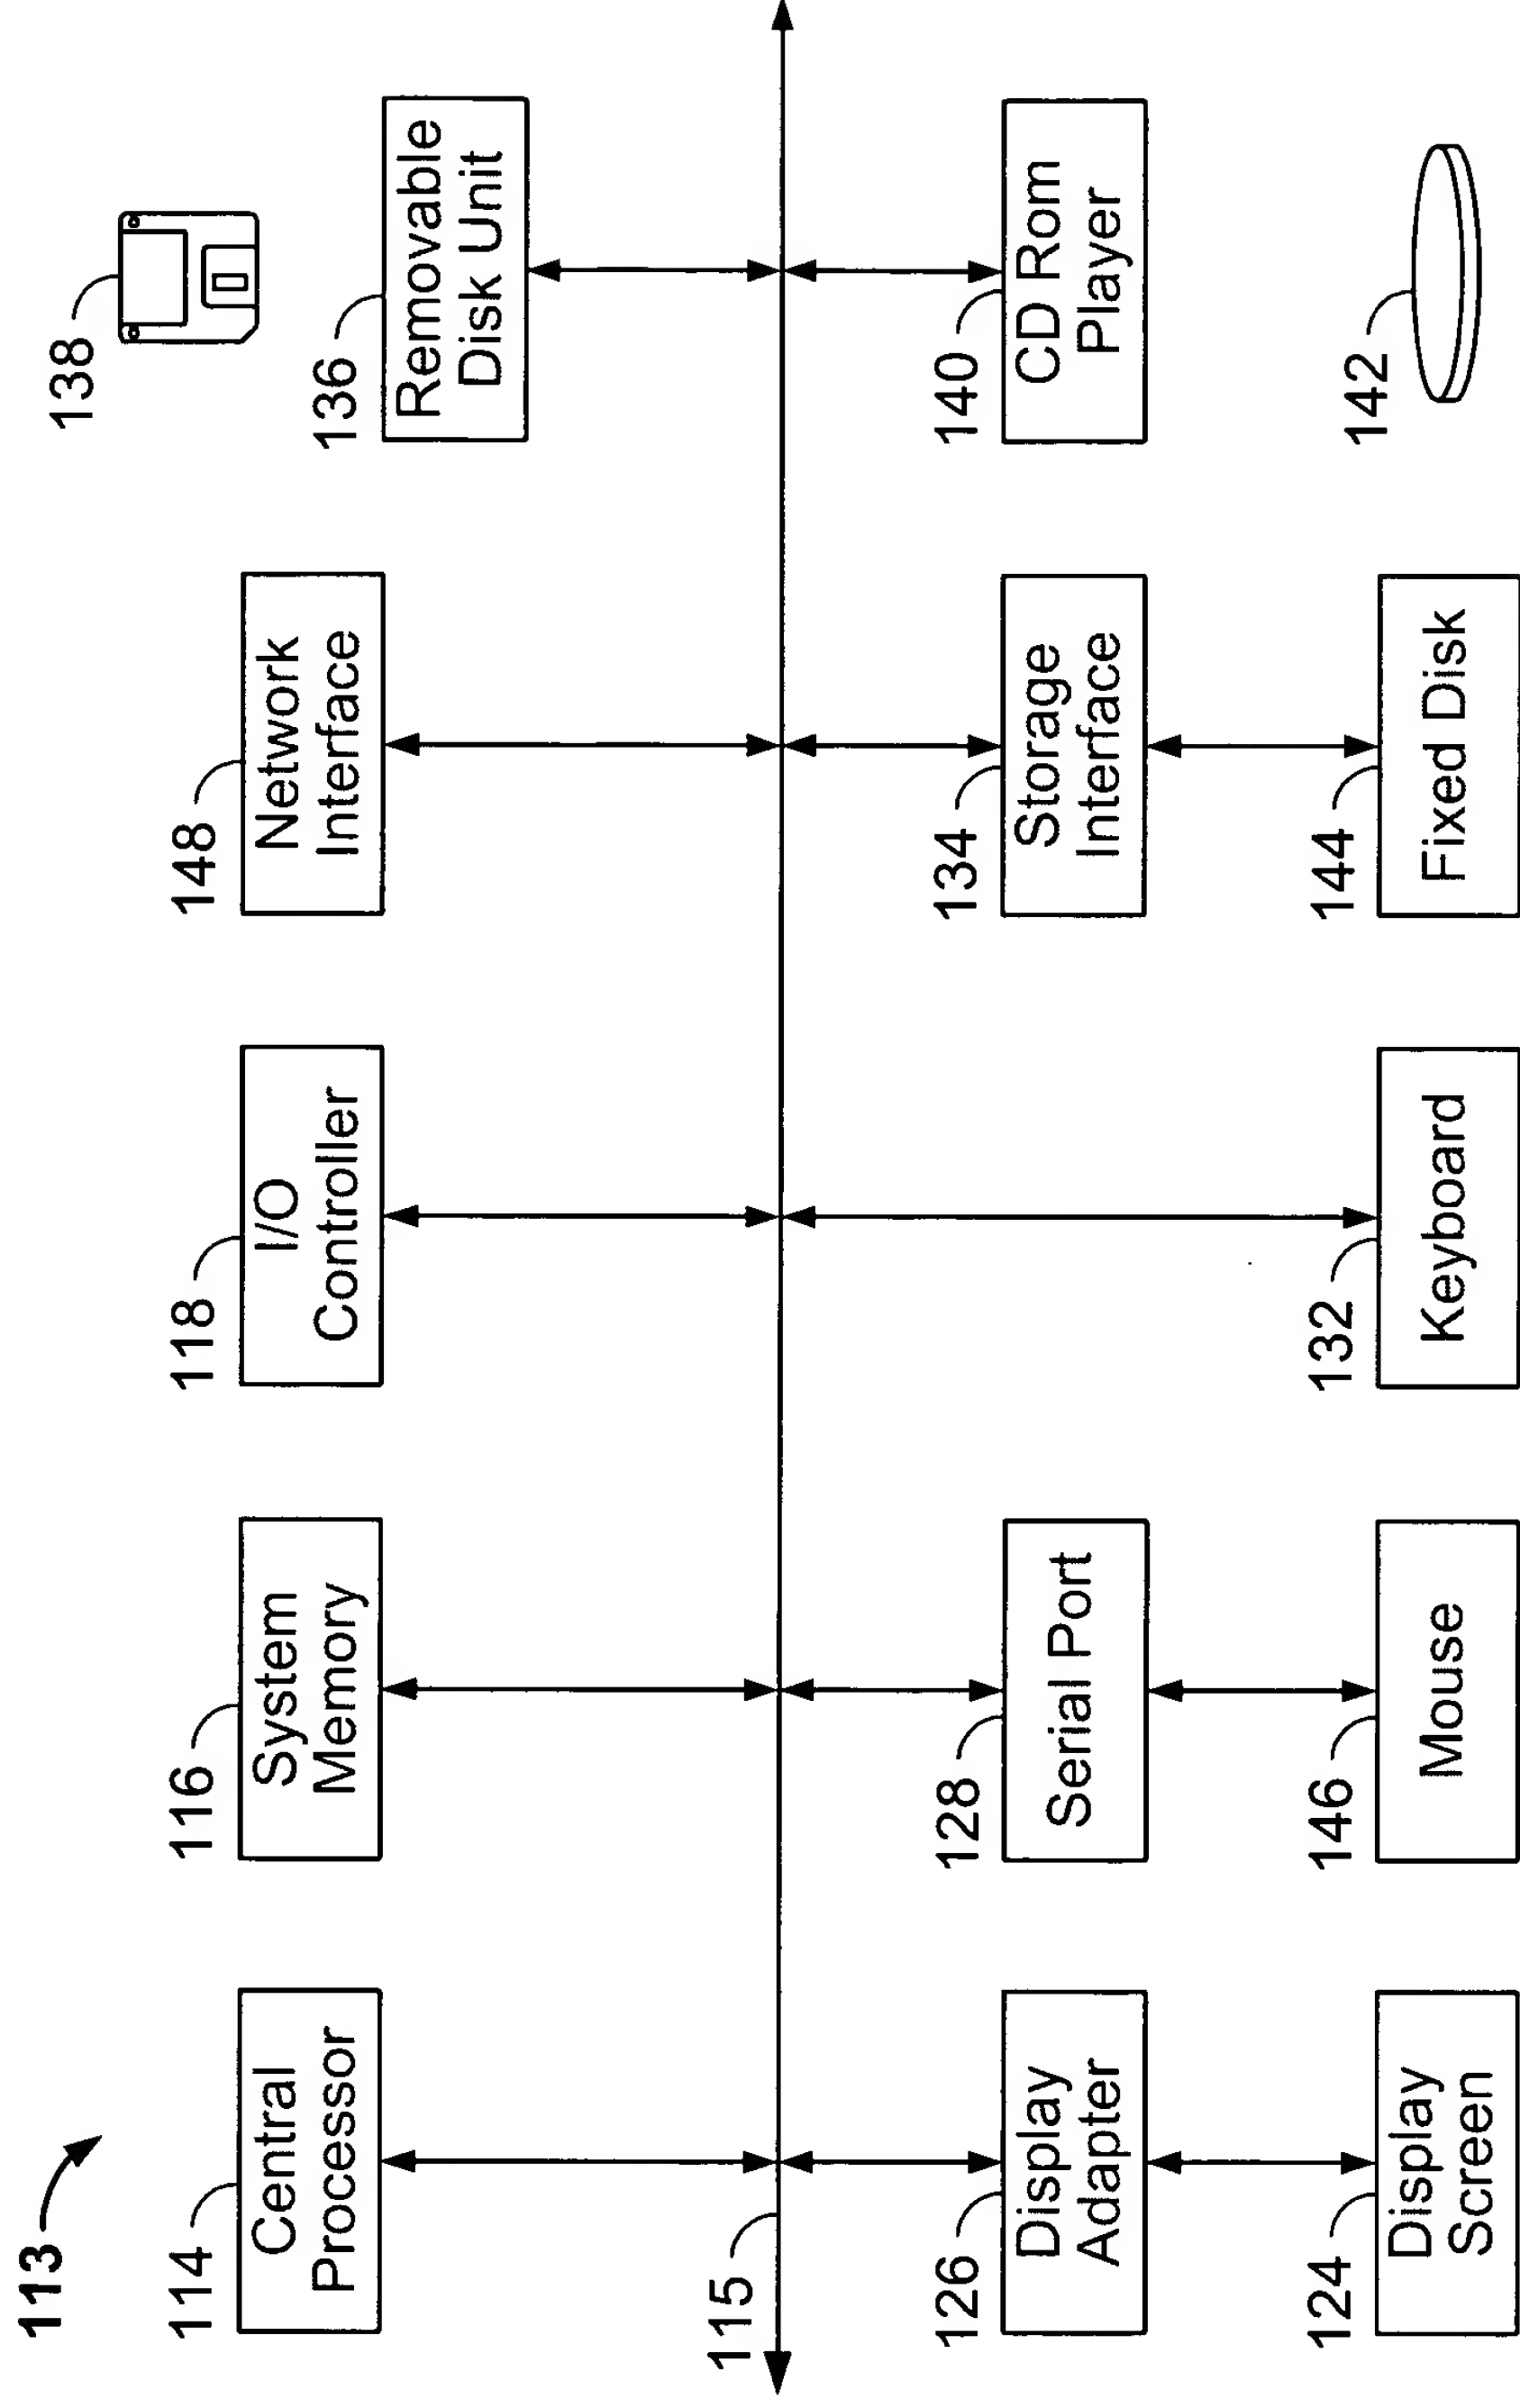 113
114
Central
Processor
116
System
Memory
118
I/O
Controller
148
Network
Interface
138
136
Removable
Disk Unit
115
126
Display
Adapter
128
Serial Port
134
Storage
Interface
140
CD Rom
Player
124
Display
Screen
146
Mouse
132
Keyboard
144
Fixed Disk
142